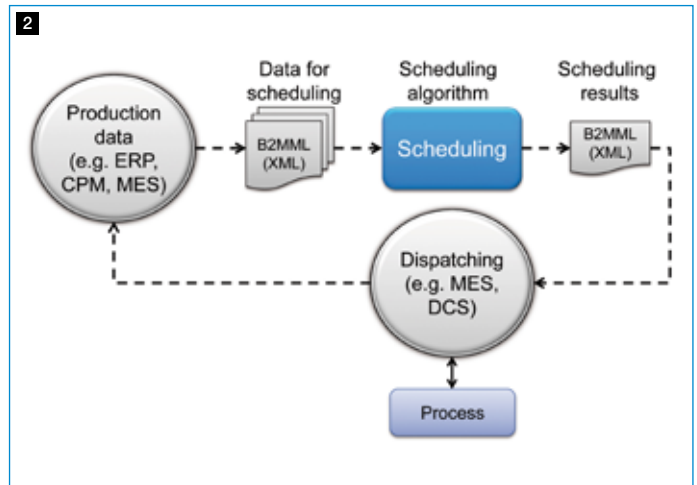 2
Data for
scheduling
Scheduling
algorithm
Scheduling
results
Production
data
(e.g. ERP,
CPM, MES)
B2MML
(XML)
Scheduling
B2MML
(XML)
Dispatching
(e.g. MES,
DCS)
Process